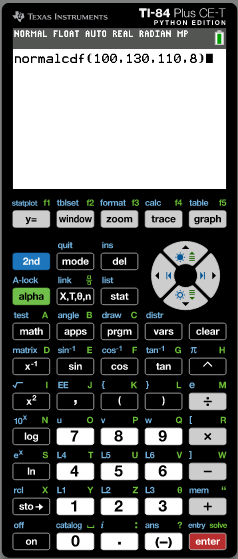 TEXAS INSTRUMENTS TI-84 Plus CE-T
PYTHON EDITION
NORMAL FLOAT AUTO REAL RADIAN MP
normalcdf(100.130.110.8)
statplot f1 tblset f2 format f3 calc f4 table f5
y= window zoom trace graph
quit ins
2nd mode del
A-lock link list
alpha X,T,θ,n stat
test A angle B draw C distr
math apps prgm vars clear
matrix D sin⁻¹ E cos⁻¹ F tan⁻¹ G π H
x⁻¹ sin cos tan ^
√ I EE J { K } L e M
x² , ( ) ÷
10ˣ N u O v P w Q [ R
log 7 8 9 ×
eˣ S L4 T L5 U L6 V ] W
ln 4 5 6 −
rcl X L1 Y L2 Z L3 θ mem "
sto→ 1 2 3 +
off catalog ⎵ i : ans ? entry solve
on 0 . (−) enter